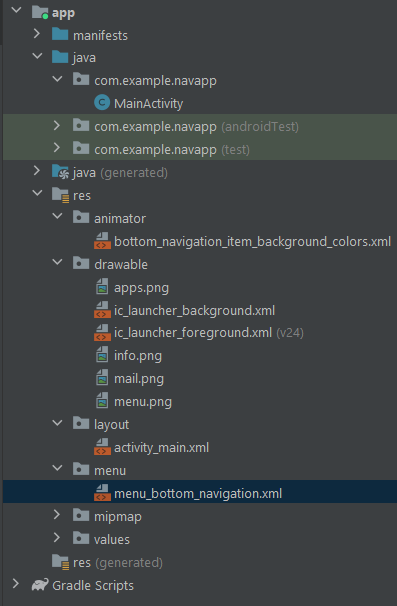 app
manifests
java
com.example.navapp
MainActivity
com.example.navapp (androidTest)
com.example.navapp (test)
java (generated)
res
animator
bottom_navigation_item_background_colors.xml
drawable
apps.png
ic_launcher_background.xml
ic_launcher_foreground.xml (v24)
info.png
mail.png
menu.png
layout
activity_main.xml
menu
menu_bottom_navigation.xml
mipmap
values
res (generated)
Gradle Scripts